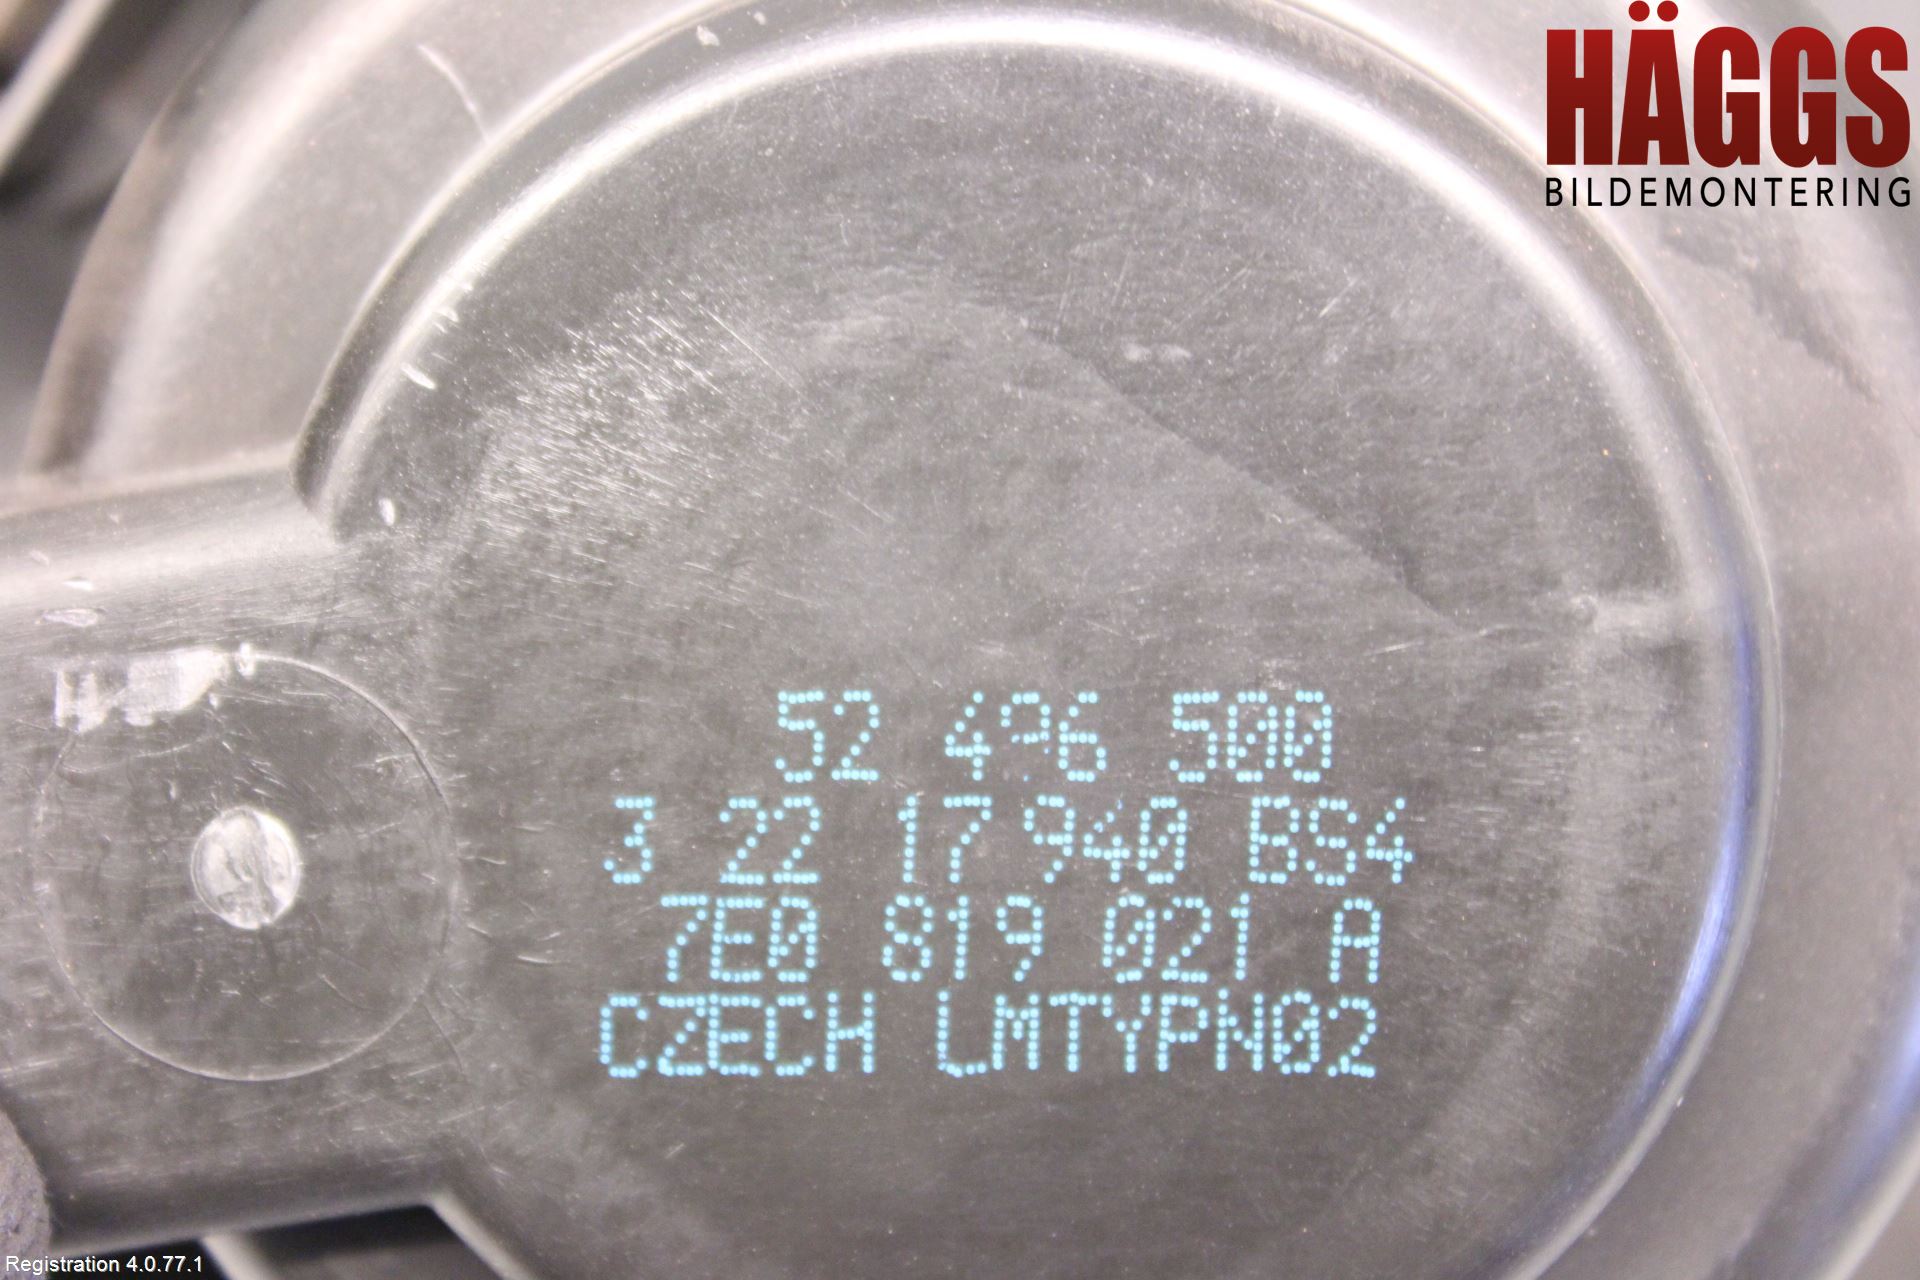 HÄGGS
BILDEMONTERING
52 496 500
3 22 17 940 BS4
7E0 819 021 A
CZECH LMTYPN02
Registration 4.0.77.1